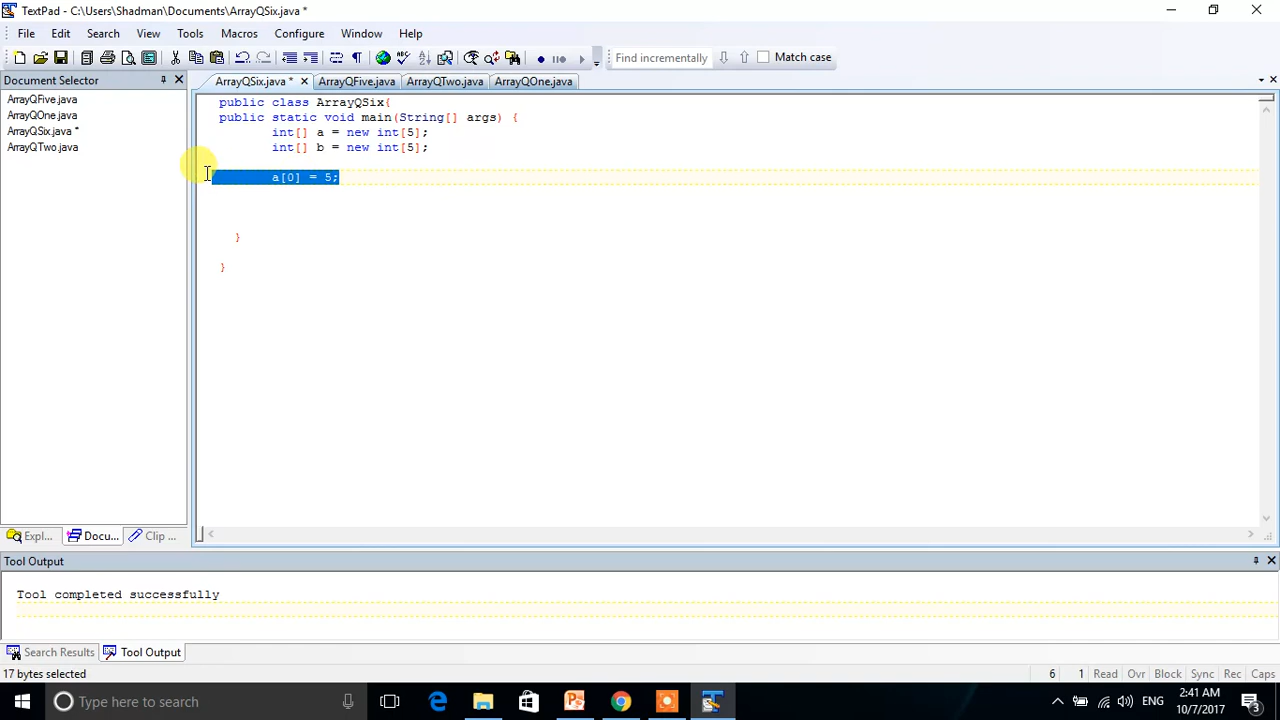 TextPad - C:\Users\Shadman\Documents\ArrayQSix.java *
File Edit Search View Tools Macros Configure Window Help
Find incrementally Match case
Document Selector
ArrayQSix.java * ArrayQFive.java ArrayQTwo.java ArrayQOne.java
ArrayQFive.java
ArrayQOne.java
ArrayQSix.java *
ArrayQTwo.java
public class ArrayQSix{
public static void main(String[] args) {
int[] a = new int[5];
int[] b = new int[5];
a[0] = 5;
}
}
Expl... Docu... Clip ...
Tool Output
Tool completed successfully
Search Results Tool Output
17 bytes selected 6 1 Read Ovr Block Sync Rec Caps
Type here to search
ENG
2:41 AM
10/7/2017
3